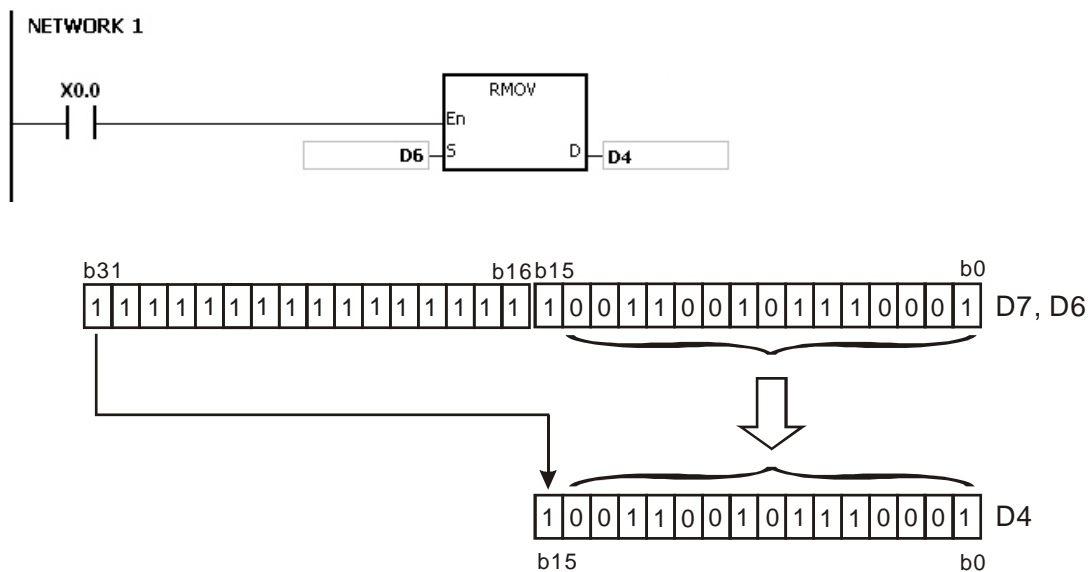 NETWORK 1
X0.0
RMOV
En
D6 S D D4
b31 b16 b15 b0
1 1 1 1 1 1 1 1 1 1 1 1 1 1 1 1 1 0 0 1 1 0 0 1 0 1 1 1 0 0 0 1 D7, D6
1 0 0 1 1 0 0 1 0 1 1 1 0 0 0 1 D4
b15 b0